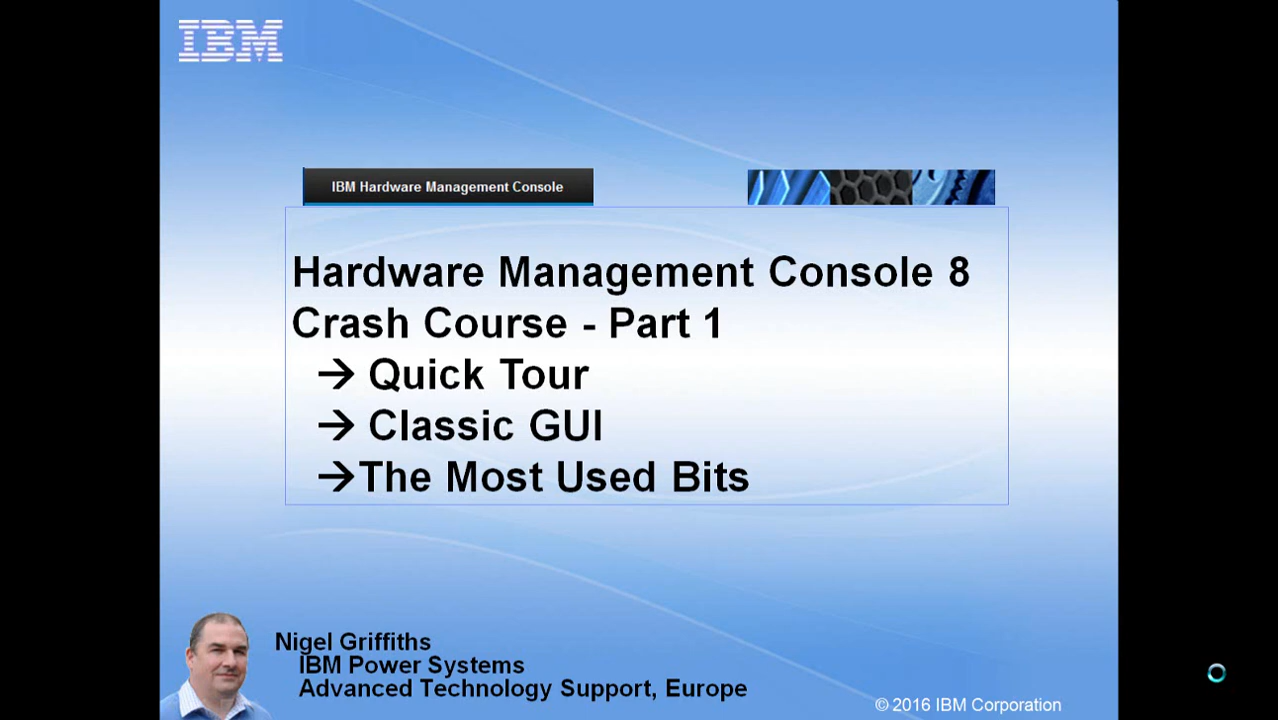 IBM
IBM Hardware Management Console
Hardware Management Console 8
Crash Course - Part 1
→ Quick Tour
→ Classic GUI
→The Most Used Bits
Nigel Griffiths
IBM Power Systems
Advanced Technology Support, Europe
© 2016 IBM Corporation